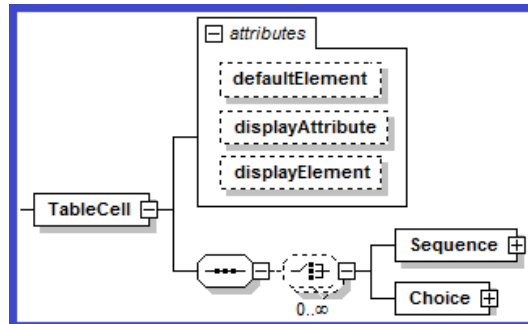 attributes
defaultElement
displayAttribute
displayElement
TableCell
Sequence
0..∞
Choice